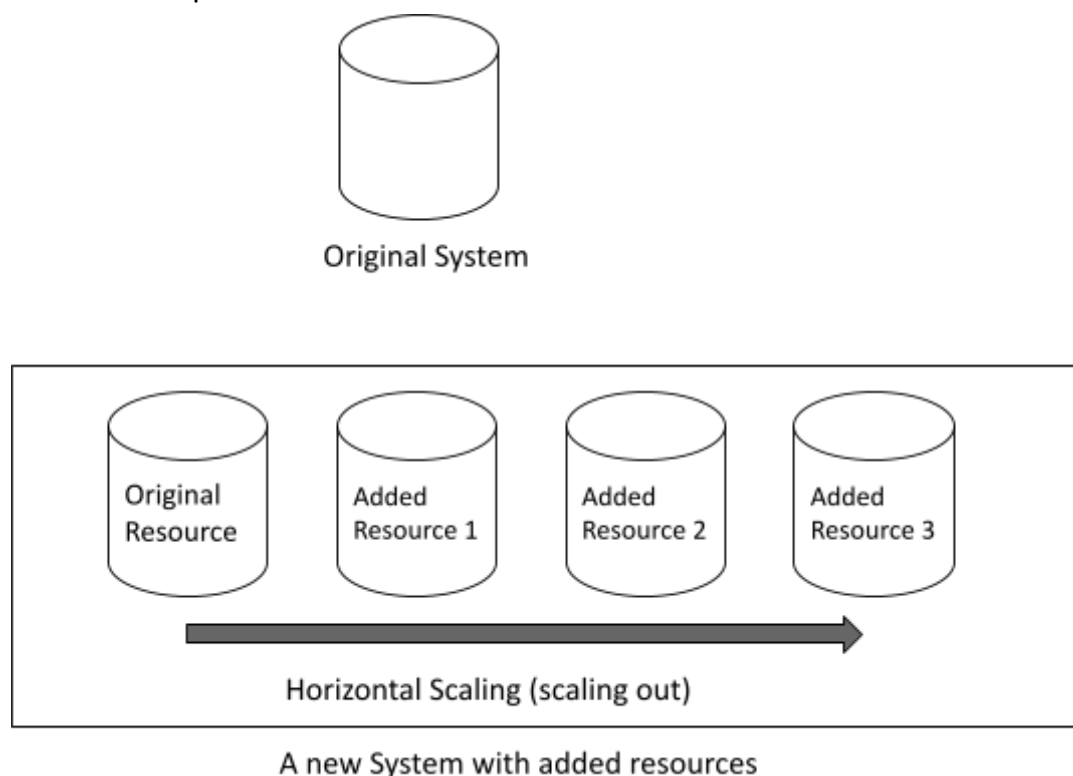 Original System
Original
Resource
Added
Resource 1
Added
Resource 2
Added
Resource 3
Horizontal Scaling (scaling out)
A new System with added resources